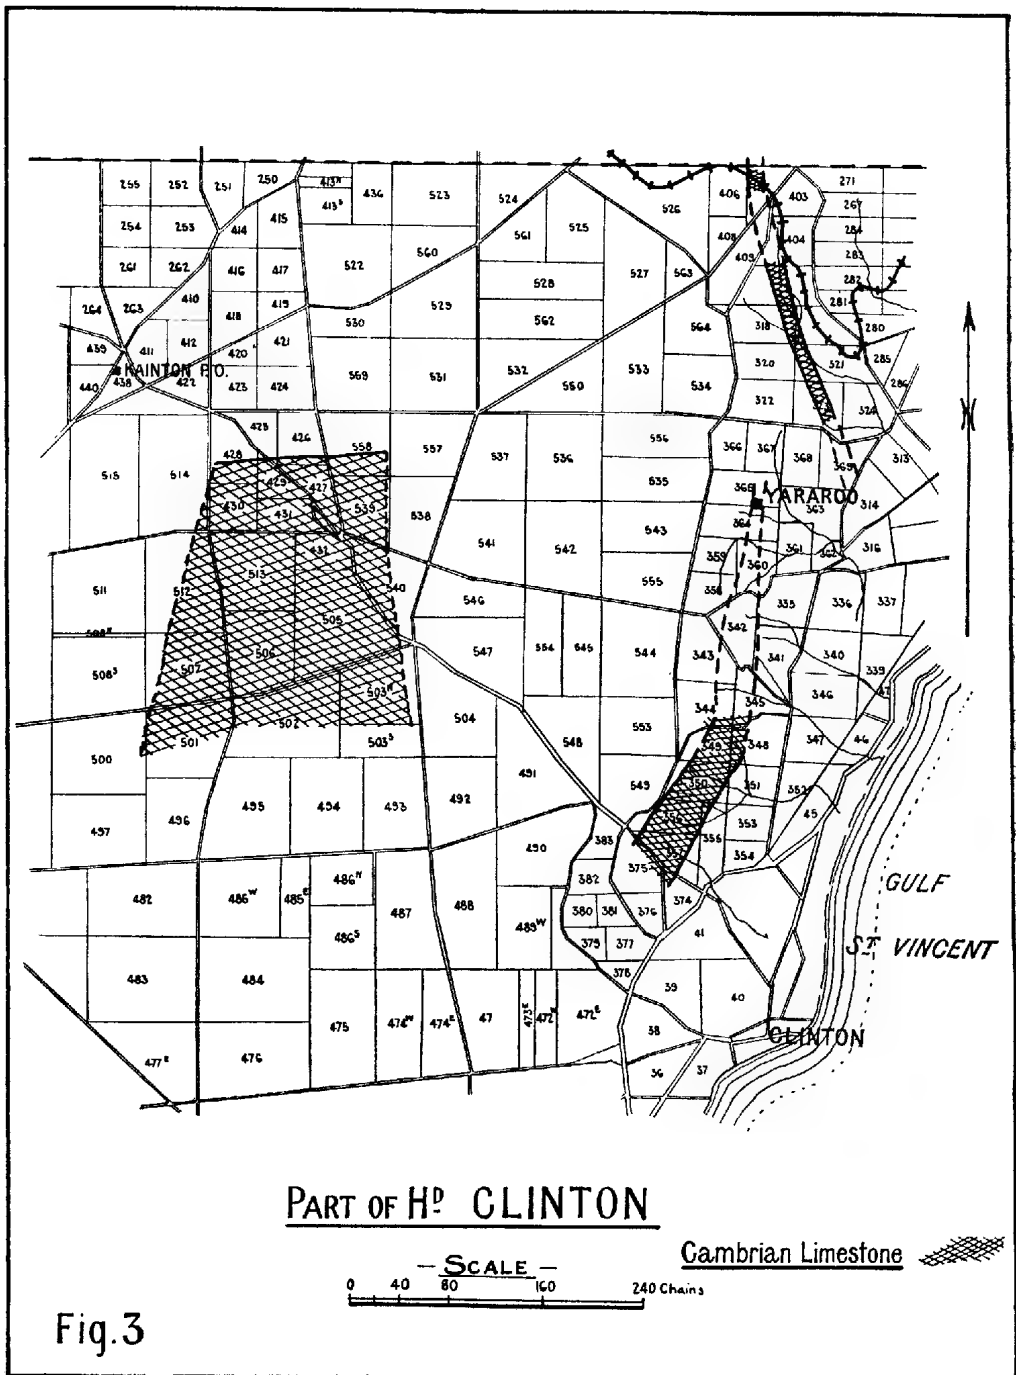 255 252 251 250 413ᴺ 436 523 524 526 406 403 271
413ˢ 267
254 253 414 415 561 525 408 404 284
261 262 416 417 522 560 527 563 409 283
528 282
264 263 410 418 419 529 562 564 318 281
530 280
439 411 412 420 421 320 321 285
KAINTON P.O.
440 438 422 423 424 569 531 532 550 533 534 322 324 286
425 426
515 514 428 558 557 537 536 556 366 367 368 369 313
429 427
430 431 539 538 535 365 YARAROO
363 314
541 542 543 364
432 359 360 361 362 316
511 512 513 540 555 358
505 546 335 336 337
508ᴺ 342
508ˢ 507 506 547 554 545 544 343 341 340 339
47
503ᴺ 346
504 344 345
500 501 502 503ˢ 548 553 349 348 347 46
497 496 495 494 493 492 491 549 350 351 352 45
353
490 383 375 355 354
482 486ᵂ 485ᴱ 486ᴺ 487 488 382 374
380 381 376
486ˢ 489ᵂ 379 377 41
483 484 378 39 40
GULF
Sᵀ. VINCENT
475 474ᵂ 474ᴱ 47 473ᴱ 472ᴱ 38
CLINTON
477ᴱ 476 36 37
PART OF Hᴰ CLINTON
Cambrian Limestone
— SCALE —
0 40 80 160 240 Chains
Fig.3